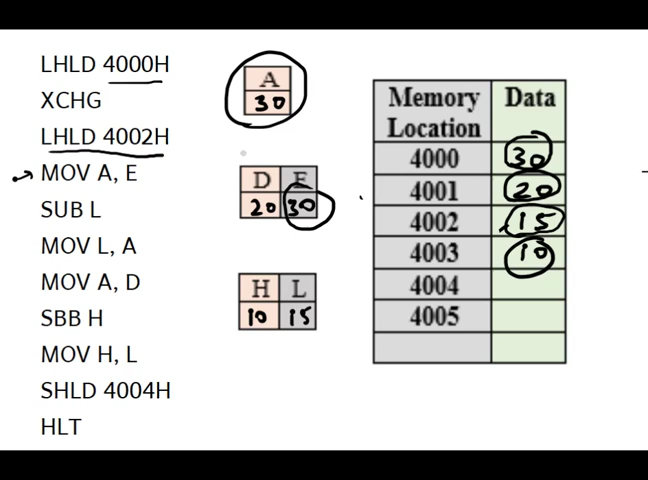 LHLD 4000H
XCHG
LHLD 4002H
MOV A, E
SUB L
MOV L, A
MOV A, D
SBB H
MOV H, L
SHLD 4004H
HLT
A
30
D E
20 30
H L
10 15
Memory Location Data
4000 30
4001 20
4002 15
4003 10
4004
4005